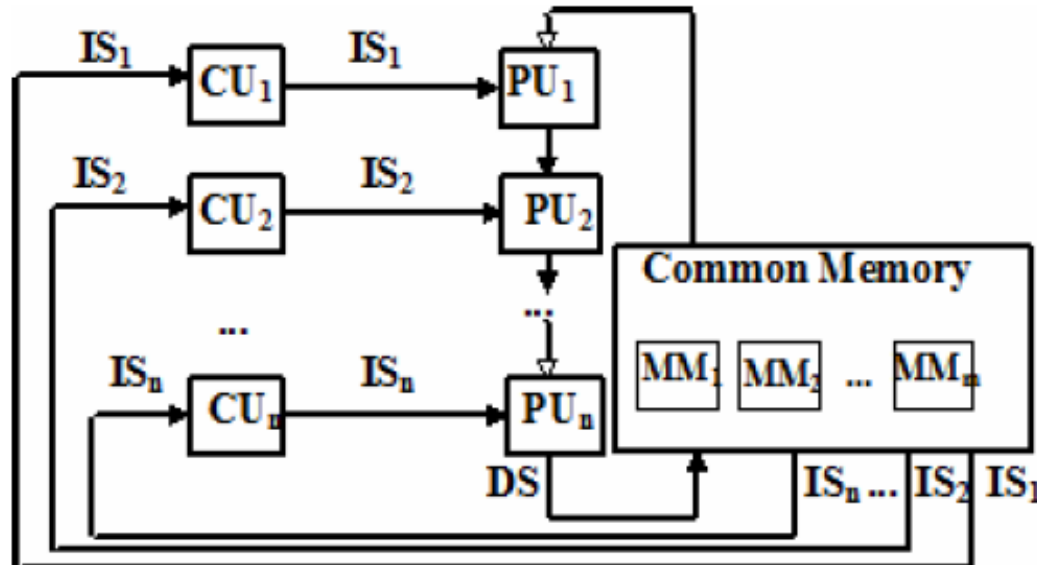 IS₁ CU₁ IS₁ PU₁
IS₂ CU₂ IS₂ PU₂
Common Memory
... ...
MM₁ MM₂ ... MMₘ
ISₙ CUₙ ISₙ PUₙ
DS ISₙ ... IS₂ IS₁